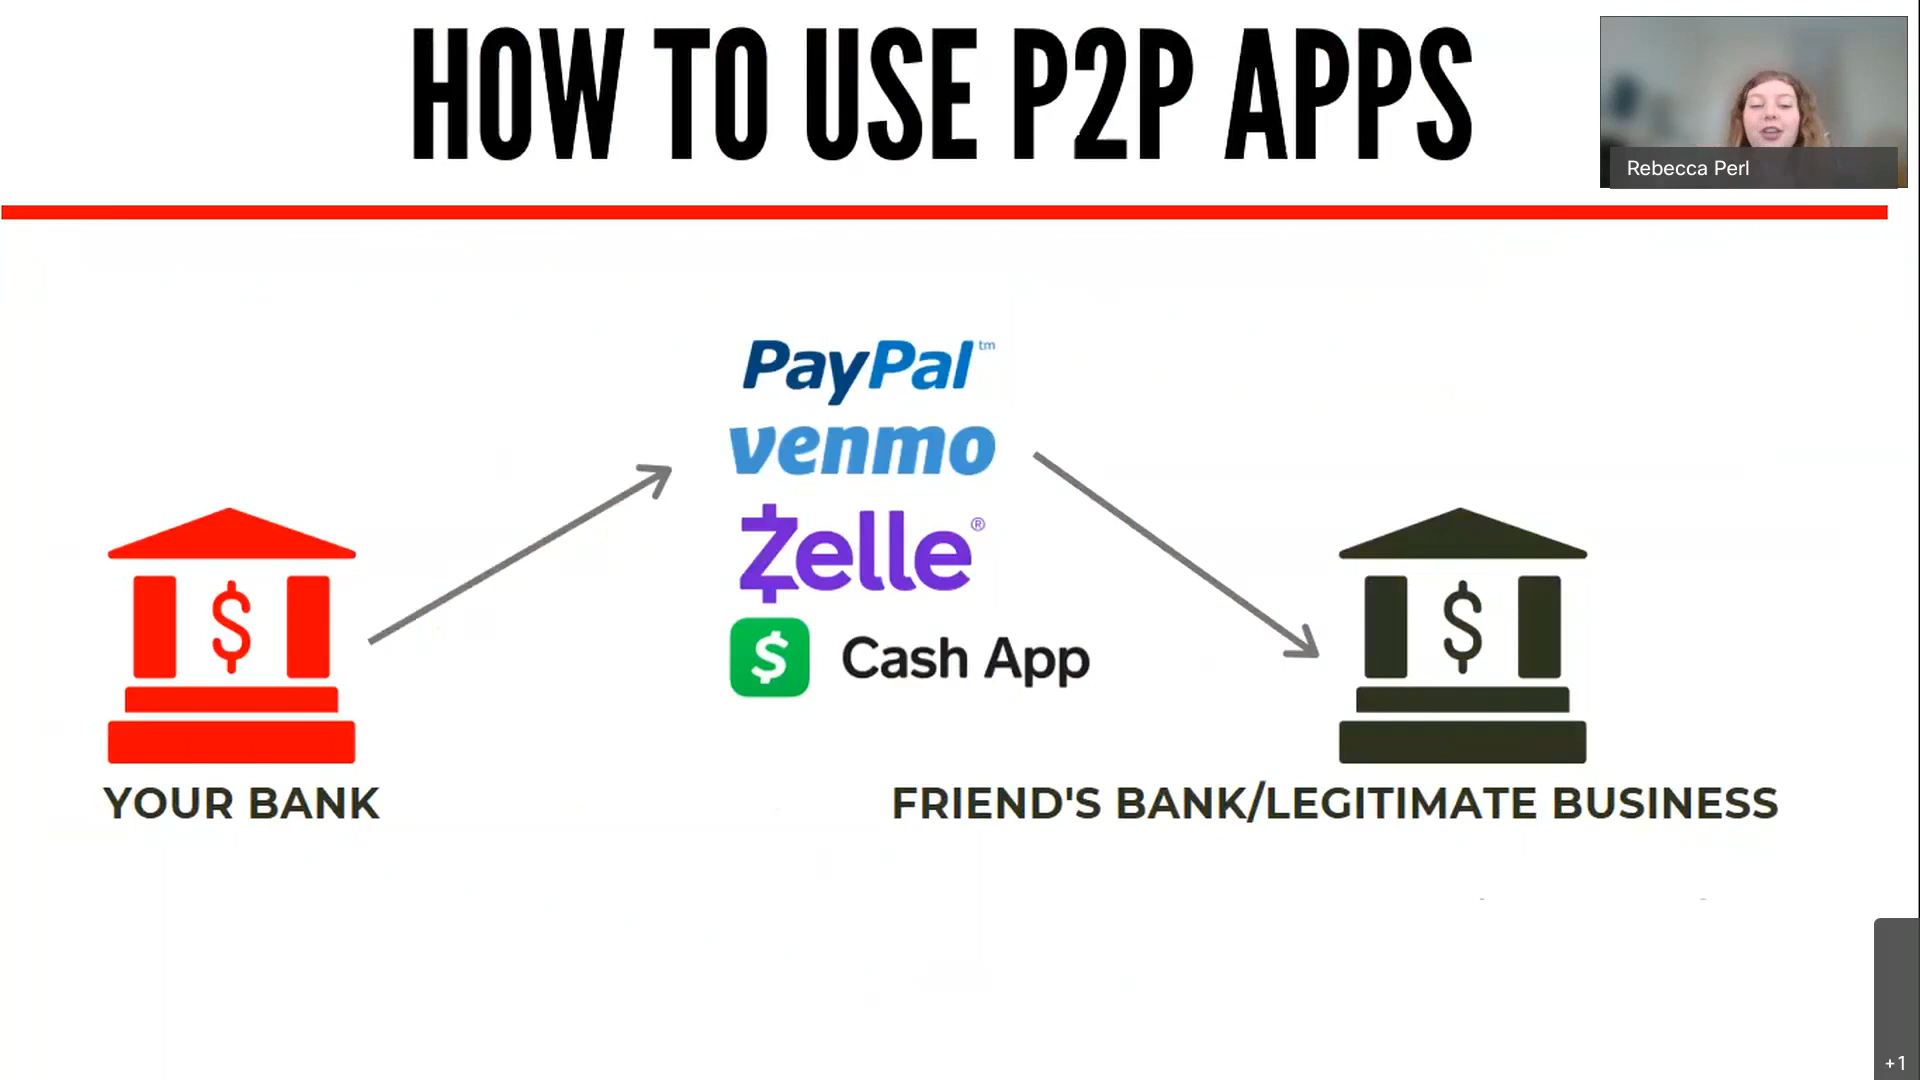 HOW TO USE P2P APPS
Rebecca Perl
PayPal™
venmo
Zelle®
$ Cash App
$
$
YOUR BANK
FRIEND'S BANK/LEGITIMATE BUSINESS
+1